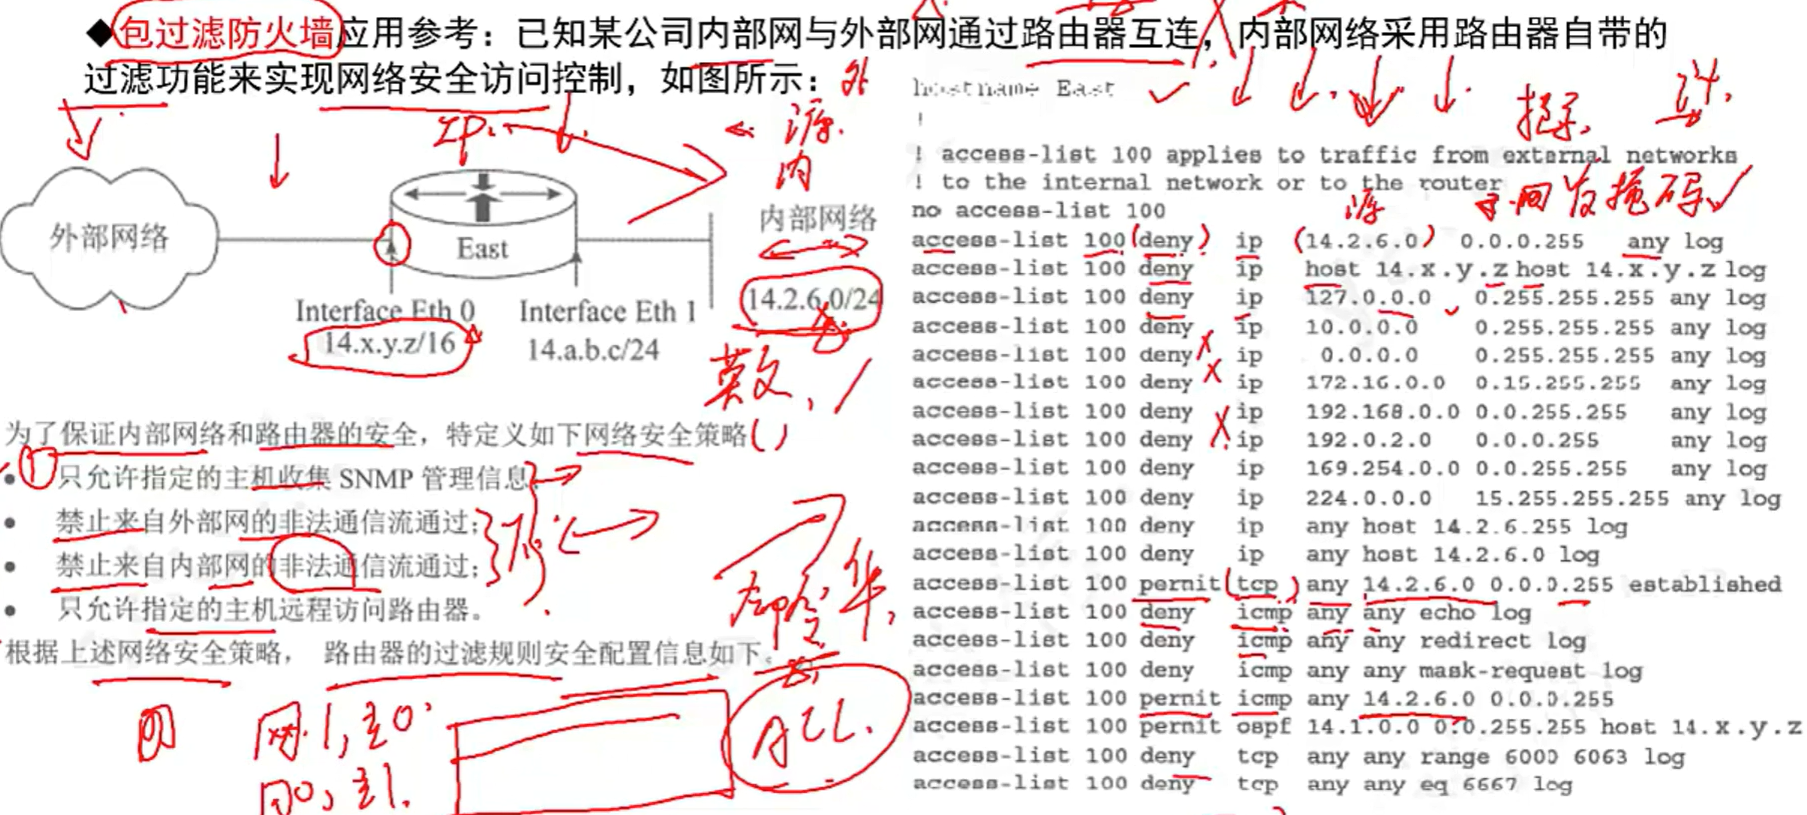 ◆包过滤防火墙应用参考：已知某公司内部网与外部网通过路由器互连，内部网络采用路由器自带的
过滤功能来实现网络安全访问控制，如图所示：
外
IP
源
内
外部网络
East
内部网络
14.2.6.0/24
Interface Eth 0
14.x.y.z/16
Interface Eth 1
14.a.b.c/24
英文
为了保证内部网络和路由器的安全，特定义如下网络安全策略()
① 只允许指定的主机收集 SNMP 管理信息；
• 禁止来自外部网的非法通信流通过；
• 禁止来自内部网的非法通信流通过；
• 只允许指定的主机远程访问路由器。
根据上述网络安全策略， 路由器的过滤规则安全配置信息如下。
网.1,主0.
网0,主1.
ACL.
hostname East
!
! access-list 100 applies to traffic from external networks
! to the internal network or to the router
源
反掩码
no access-list 100
access-list 100 (deny) ip (14.2.6.0) 0.0.0.255 any log
access-list 100 deny ip host 14.x.y.z host 14.x.y.z log
access-list 100 deny ip 127.0.0.0 0.255.255.255 any log
access-list 100 deny ip 10.0.0.0 0.255.255.255 any log
access-list 100 deny ip 0.0.0.0 0.255.255.255 any log
access-list 100 deny ip 172.16.0.0 0.15.255.255 any log
access-list 100 deny ip 192.168.0.0 0.0.255.255 any log
access-list 100 deny ip 192.0.2.0 0.0.0.255 any log
access-list 100 deny ip 169.254.0.0 0.0.255.255 any log
access-list 100 deny ip 224.0.0.0 15.255.255.255 any log
access-list 100 deny ip any host 14.2.6.255 log
access-list 100 deny ip any host 14.2.6.0 log
access-list 100 permit (tcp) any 14.2.6.0 0.0.0.255 established
access-list 100 deny icmp any any echo log
access-list 100 deny icmp any any redirect log
access-list 100 deny icmp any any mask-request log
access-list 100 permit icmp any 14.2.6.0 0.0.0.255
access-list 100 permit ospf 14.1.0.0 0.0.255.255 host 14.x.y.z
access-list 100 deny tcp any any range 6000 6063 log
access-list 100 deny tcp any any eq 6667 log